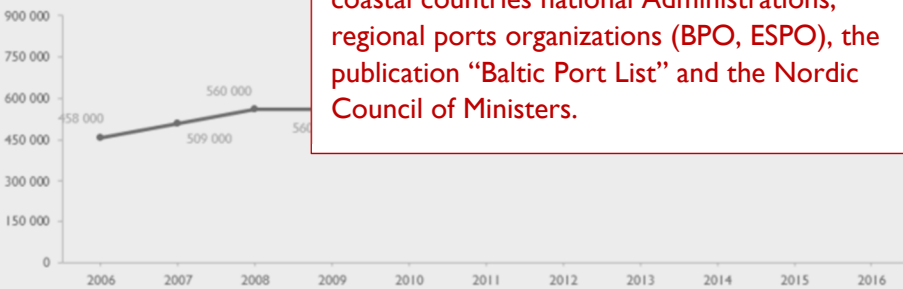 coastal countries national Administrations,
regional ports organizations (BPO, ESPO), the
publication “Baltic Port List” and the Nordic
Council of Ministers.
900 000
750 000
600 000
450 000
300 000
150 000
0
458 000
509 000
560 000
2006 2007 2008 2009 2010 2011 2012 2013 2014 2015 2016